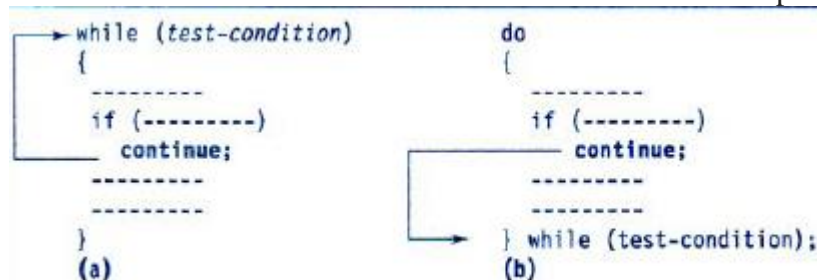 while (test-condition)
{
---------
if (---------)
continue;
---------
---------
}
(a)
do
{
---------
if (---------)
continue;
---------
---------
} while (test-condition);
(b)